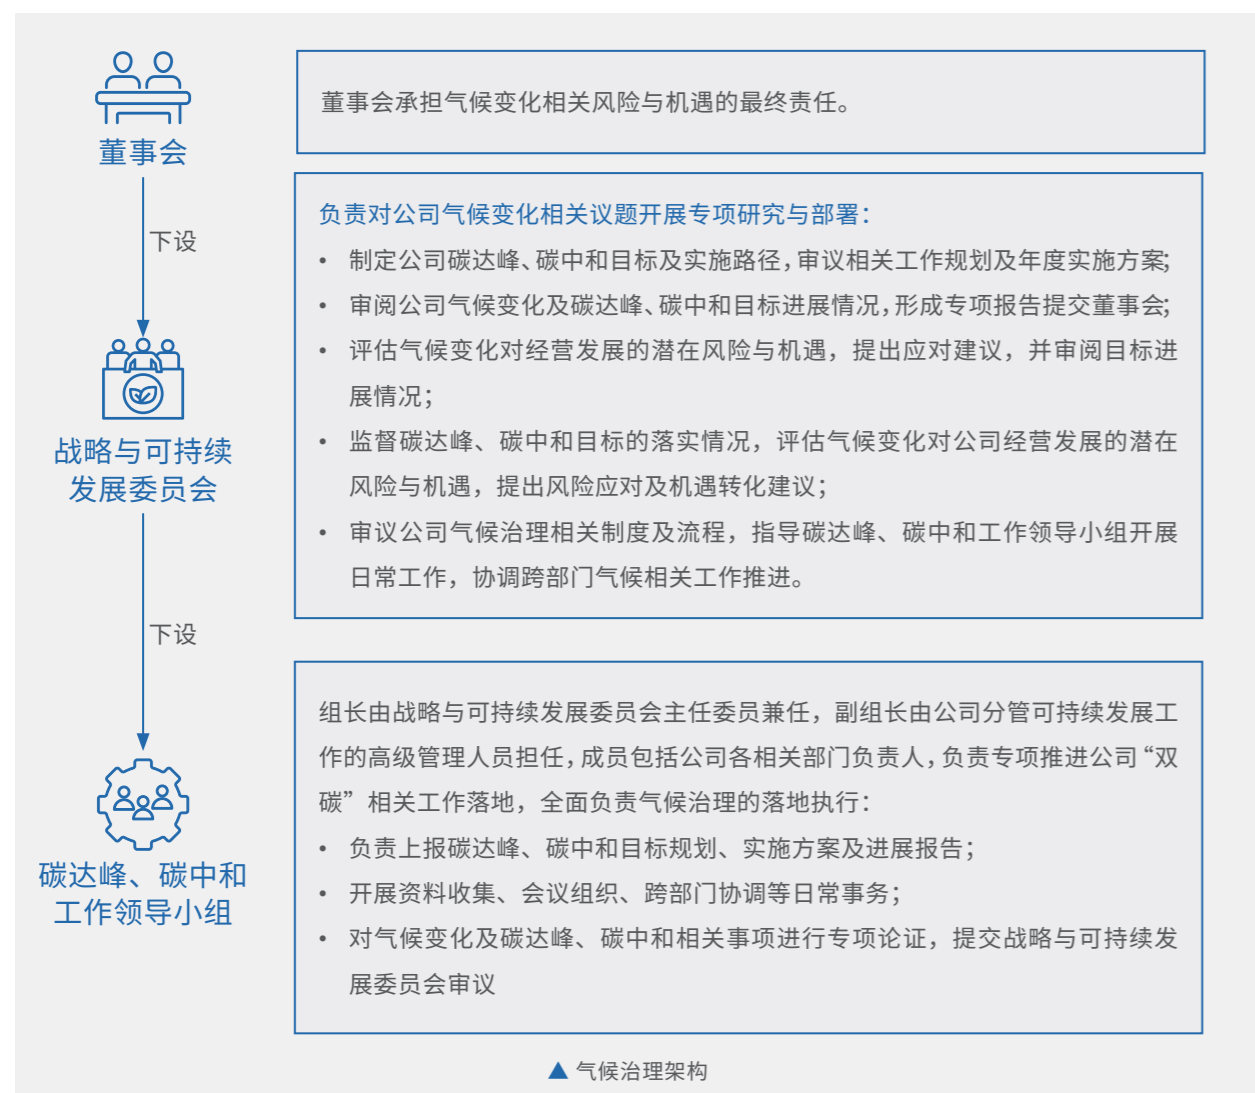 董事会
董事会承担气候变化相关风险与机遇的最终责任。
下设
战略与可持续
发展委员会
负责对公司气候变化相关议题开展专项研究与部署：
• 制定公司碳达峰、碳中和目标及实施路径，审议相关工作规划及年度实施方案；
• 审阅公司气候变化及碳达峰、碳中和目标进展情况，形成专项报告提交董事会；
• 评估气候变化对经营发展的潜在风险与机遇，提出应对建议，并审阅目标进
展情况；
• 监督碳达峰、碳中和目标的落实情况，评估气候变化对公司经营发展的潜在
风险与机遇，提出风险应对及机遇转化建议；
• 审议公司气候治理相关制度及流程，指导碳达峰、碳中和工作领导小组开展
日常工作，协调跨部门气候相关工作推进。
下设
碳达峰、碳中和
工作领导小组
组长由战略与可持续发展委员会主任委员兼任，副组长由公司分管可持续发展工
作的高级管理人员担任，成员包括公司各相关部门负责人，负责专项推进公司“双
碳”相关工作落地，全面负责气候治理的落地执行：
• 负责上报碳达峰、碳中和目标规划、实施方案及进展报告；
• 开展资料收集、会议组织、跨部门协调等日常事务；
• 对气候变化及碳达峰、碳中和相关事项进行专项论证，提交战略与可持续发
展委员会审议
▲ 气候治理架构